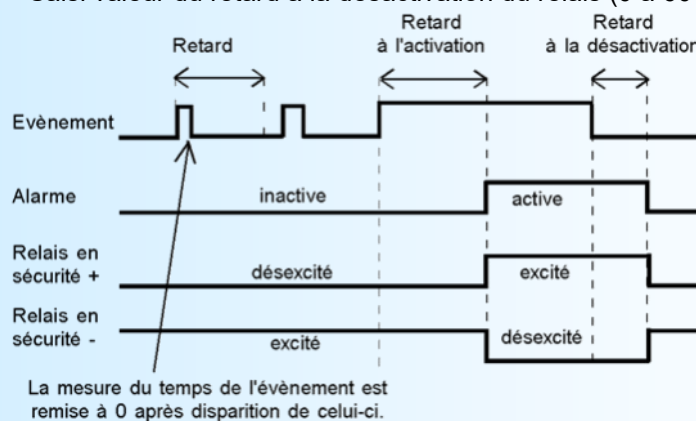 Retard
Retard
à l'activation
Retard
à la désactivation
Evènement
Alarme
inactive
active
Relais en
sécurité +
désexcité
excité
Relais en
sécurité -
excité
désexcité
La mesure du temps de l'évènement est
remise à 0 après disparition de celui-ci.